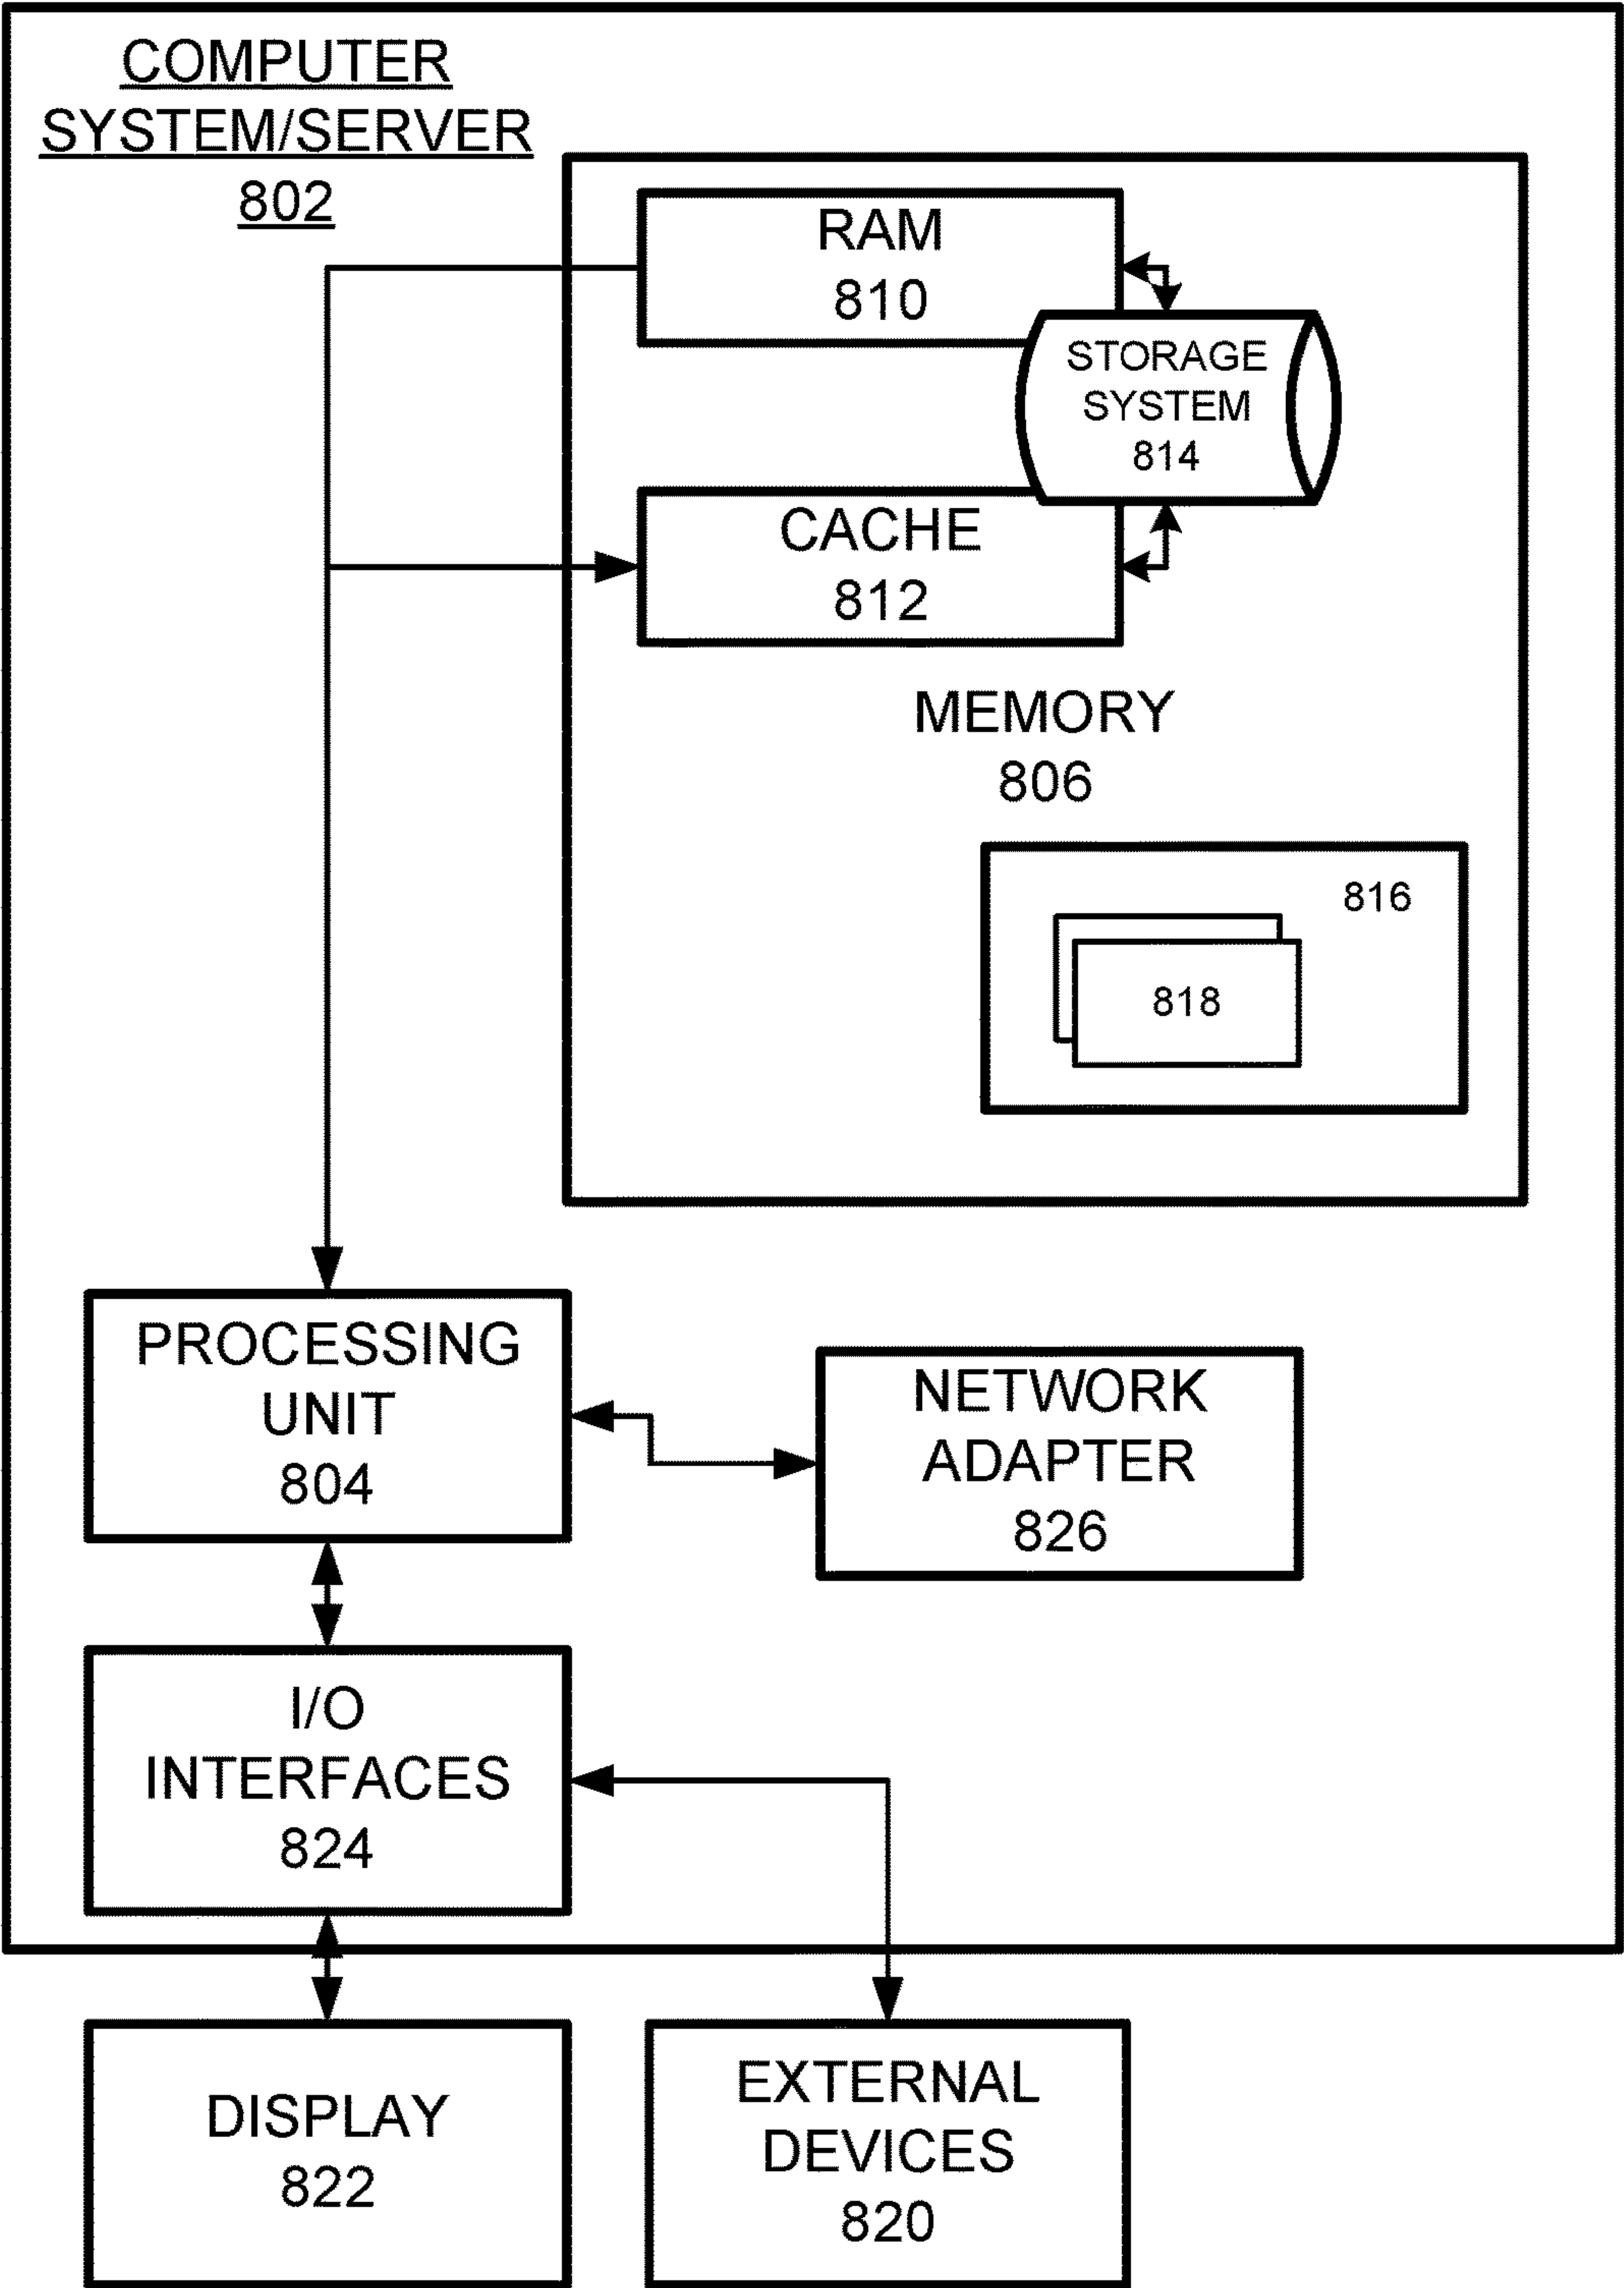 COMPUTER
SYSTEM/SERVER
802
RAM
810
STORAGE
SYSTEM
814
CACHE
812
MEMORY
806
816
818
PROCESSING
UNIT
804
NETWORK
ADAPTER
826
I/O
INTERFACES
824
DISPLAY
822
EXTERNAL
DEVICES
820